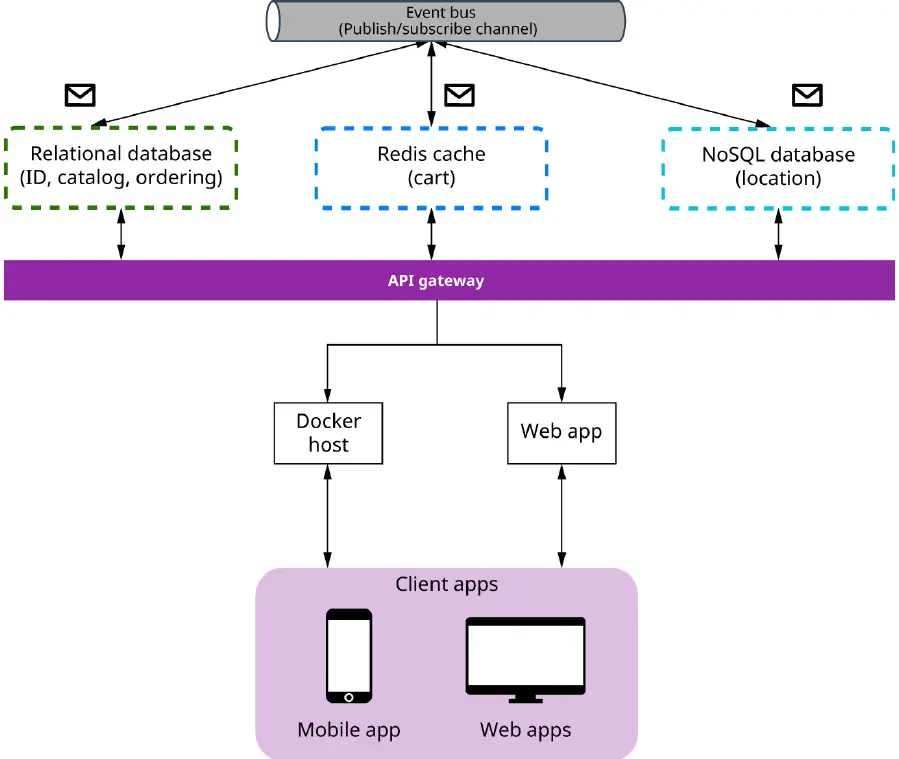 Event bus
(Publish/subscribe channel)
Relational database
(ID, catalog, ordering)
Redis cache
(cart)
NoSQL database
(location)
API gateway
Docker
host
Web app
Client apps
Mobile app
Web apps